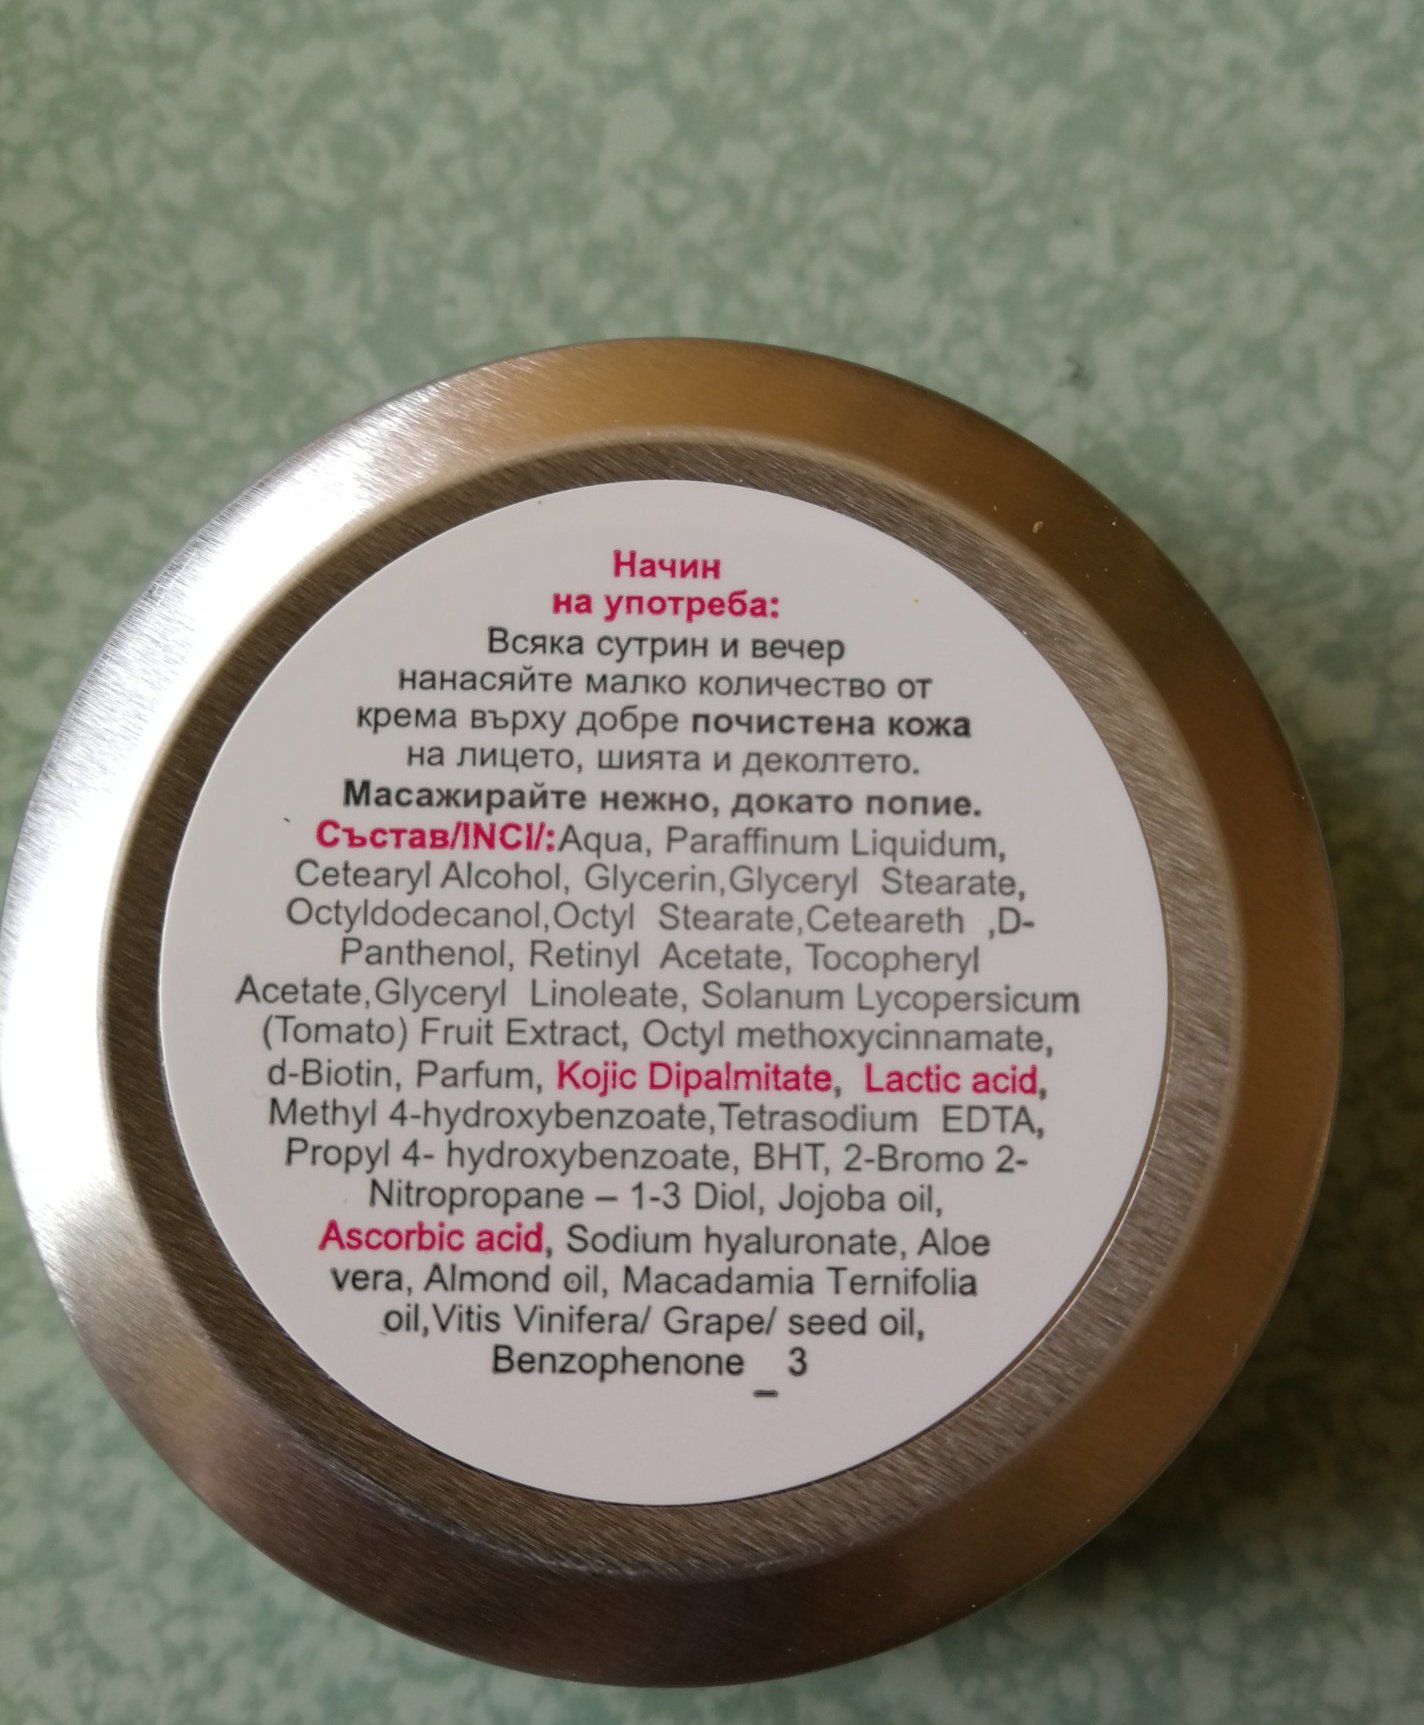 Начин
на употреба:
Всяка сутрин и вечер
нанасяйте малко количество от
крема върху добре почистена кожа
на лицето, шията и деколтето.
Масажирайте нежно, докато попие.
Състав/INCI/:Aqua, Paraffinum Liquidum,
Cetearyl Alcohol, Glycerin,Glyceryl Stearate,
Octyldodecanol,Octyl Stearate,Ceteareth ,D-
Panthenol, Retinyl Acetate, Tocopheryl
Acetate,Glyceryl Linoleate, Solanum Lycopersicum
(Tomato) Fruit Extract, Octyl methoxycinnamate,
d-Biotin, Parfum, Kojic Dipalmitate, Lactic acid,
Methyl 4-hydroxybenzoate,Tetrasodium EDTA,
Propyl 4- hydroxybenzoate, BHT, 2-Bromo 2-
Nitropropane – 1-3 Diol, Jojoba oil,
Ascorbic acid, Sodium hyaluronate, Aloe
vera, Almond oil, Macadamia Ternifolia
oil,Vitis Vinifera/ Grape/ seed oil,
Benzophenone _ 3
_